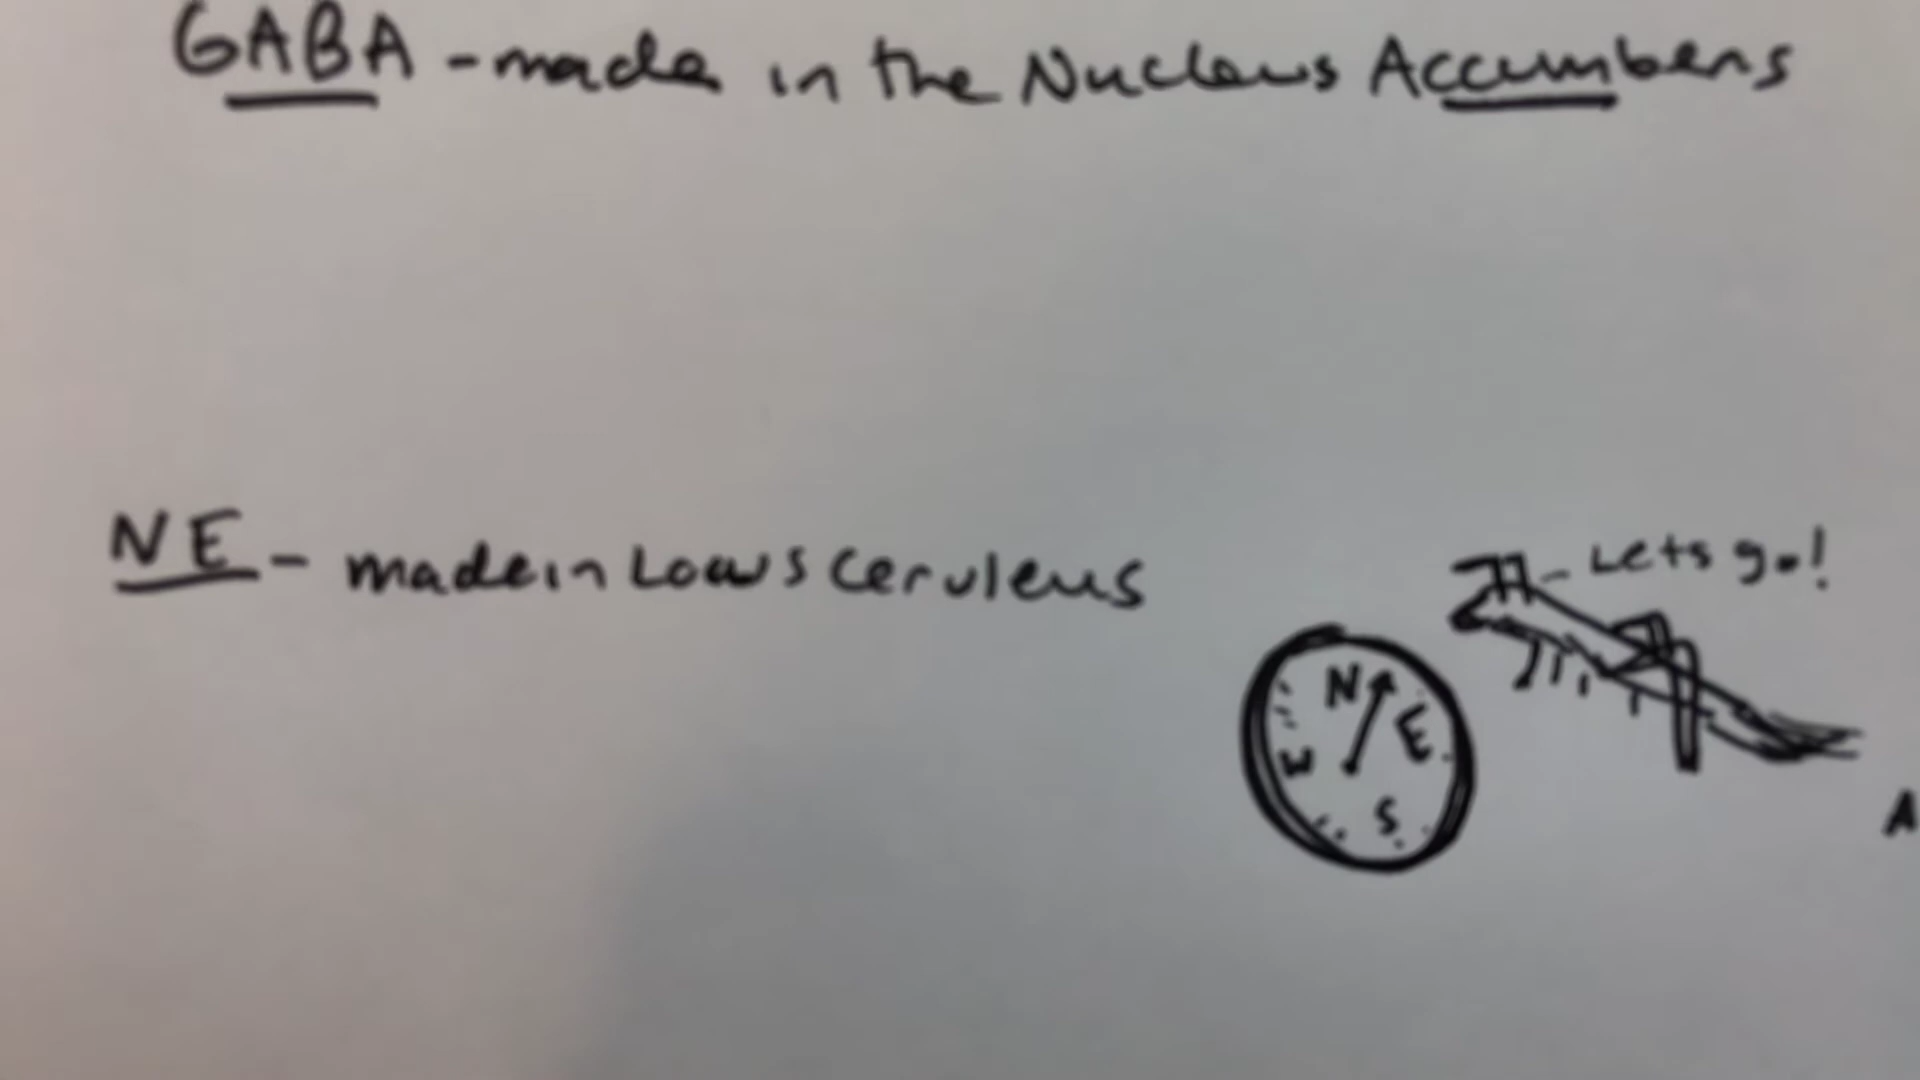 GABA - made in the Nucleus Accumbens
NE - made in Locus Ceruleus
Lets go!
N
E
W
S
A